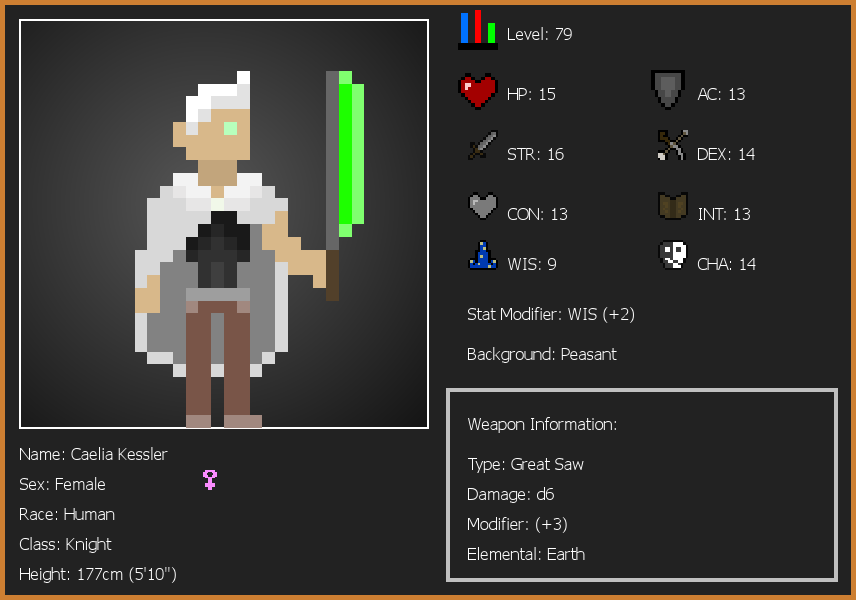 Level: 79
HP: 15
AC: 13
STR: 16
DEX: 14
CON: 13
INT: 13
WIS: 9
CHA: 14
Stat Modifier: WIS (+2)
Background: Peasant
Weapon Information:
Type: Great Saw
Damage: d6
Modifier: (+3)
Elemental: Earth
Name: Caelia Kessler
Sex: Female
Race: Human
Class: Knight
Height: 177cm (5'10")